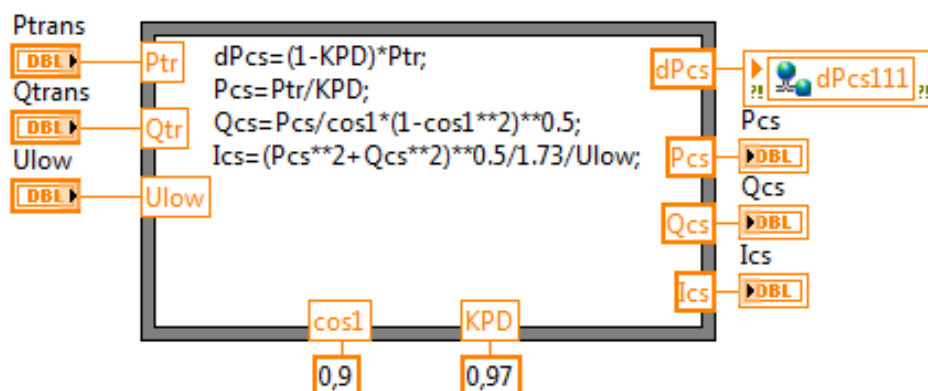 Ptrans
DBL
Ptr
Qtrans
DBL
Qtr
Ulow
DBL
Ulow
dPcs=(1-KPD)*Ptr;
Pcs=Ptr/KPD;
Qcs=Pcs/cos1*(1-cos1**2)**0.5;
Ics=(Pcs**2+Qcs**2)**0.5/1.73/Ulow;
dPcs
?! dPcs111 ?!
Pcs
Pcs
DBL
Qcs
Qcs
DBL
Ics
Ics
DBL
cos1
KPD
0,9
0,97